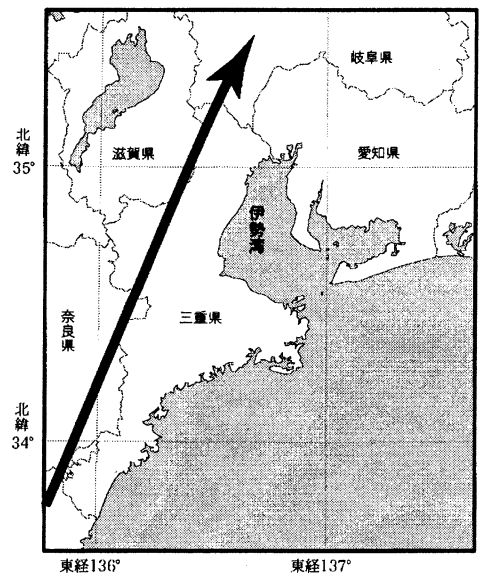 岐阜県
北緯
35°
滋賀県
愛知県
伊勢湾
奈良県
三重県
北緯
34°
東経136°
東経137°